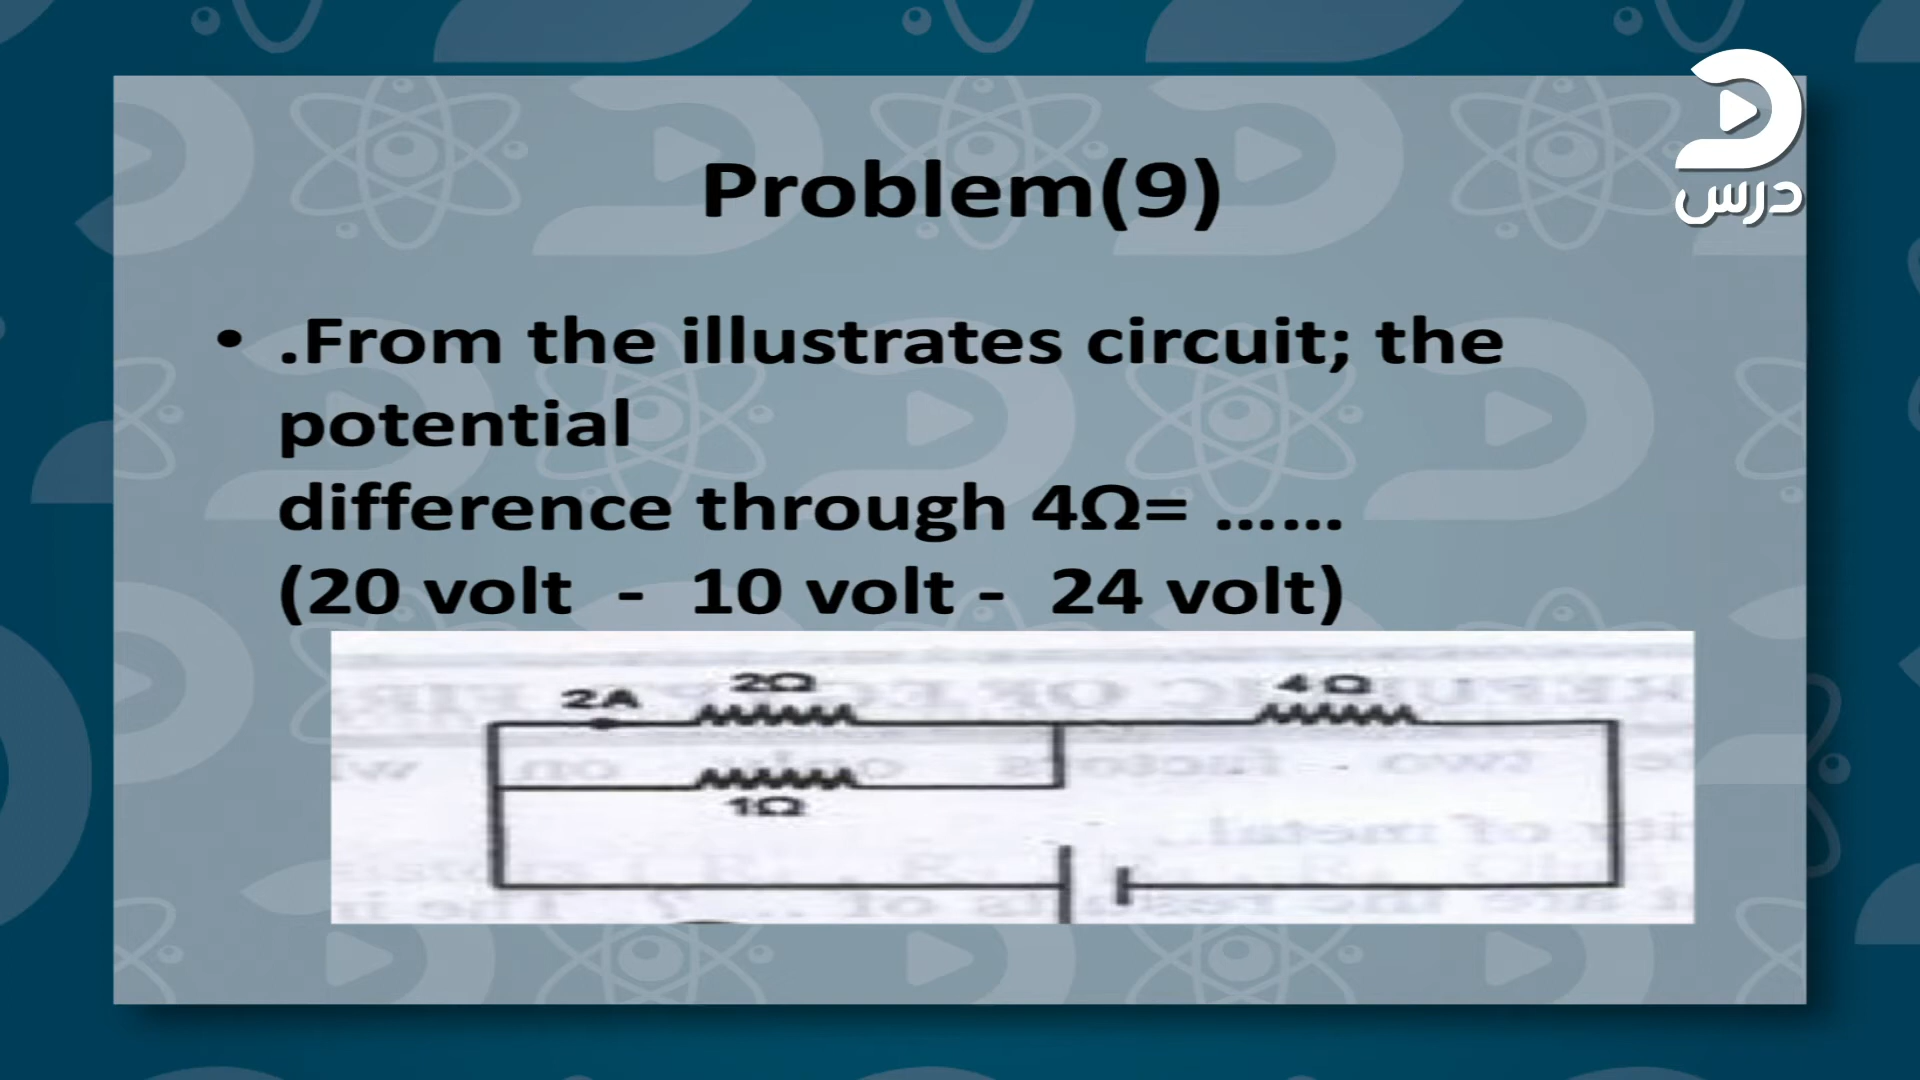 درس
Problem(9)
• .From the illustrates circuit; the
potential
difference through 4Ω= ......
(20 volt - 10 volt - 24 volt)
2A
2Ω
4Ω
1Ω